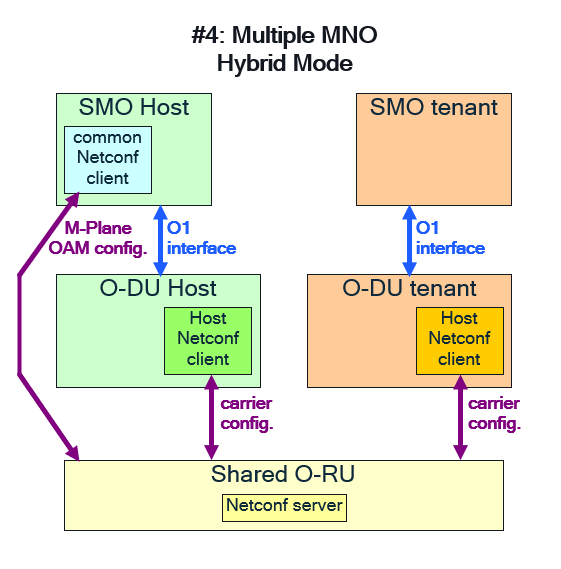 #4: Multiple MNO
Hybrid Mode
SMO Host
SMO tenant
common
Netconf
client
M-Plane
OAM config.
O1
interface
O1
interface
O-DU Host
O-DU tenant
Host
Netconf
client
Host
Netconf
client
carrier
config.
carrier
config.
Shared O-RU
Netconf server